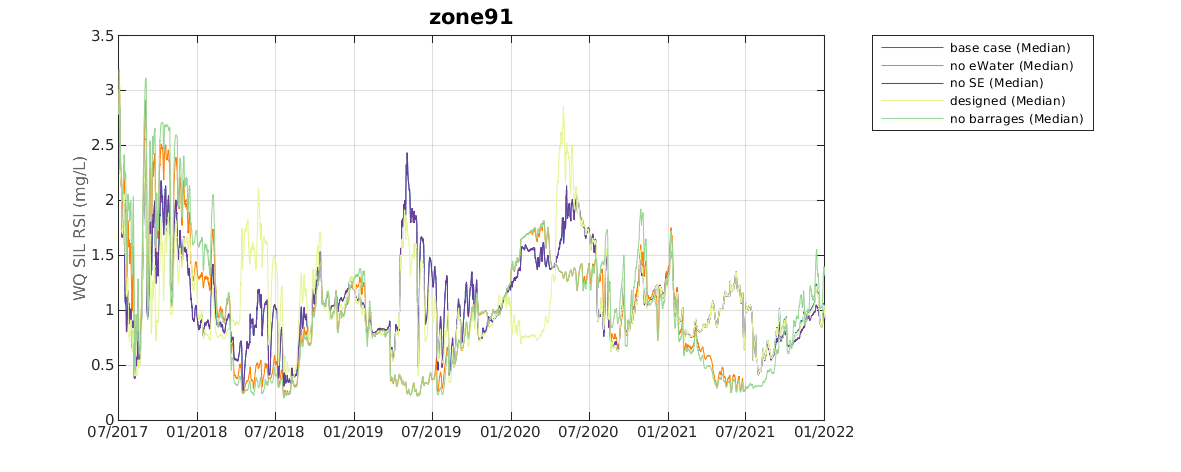 zone91
WQ SIL RSI (mg/L)
3.5
3
2.5
2
1.5
1
0.5
0
07/2017 01/2018 07/2018 01/2019 07/2019 01/2020 07/2020 01/2021 07/2021 01/2022
base case (Median)
no eWater (Median)
no SE (Median)
designed (Median)
no barrages (Median)